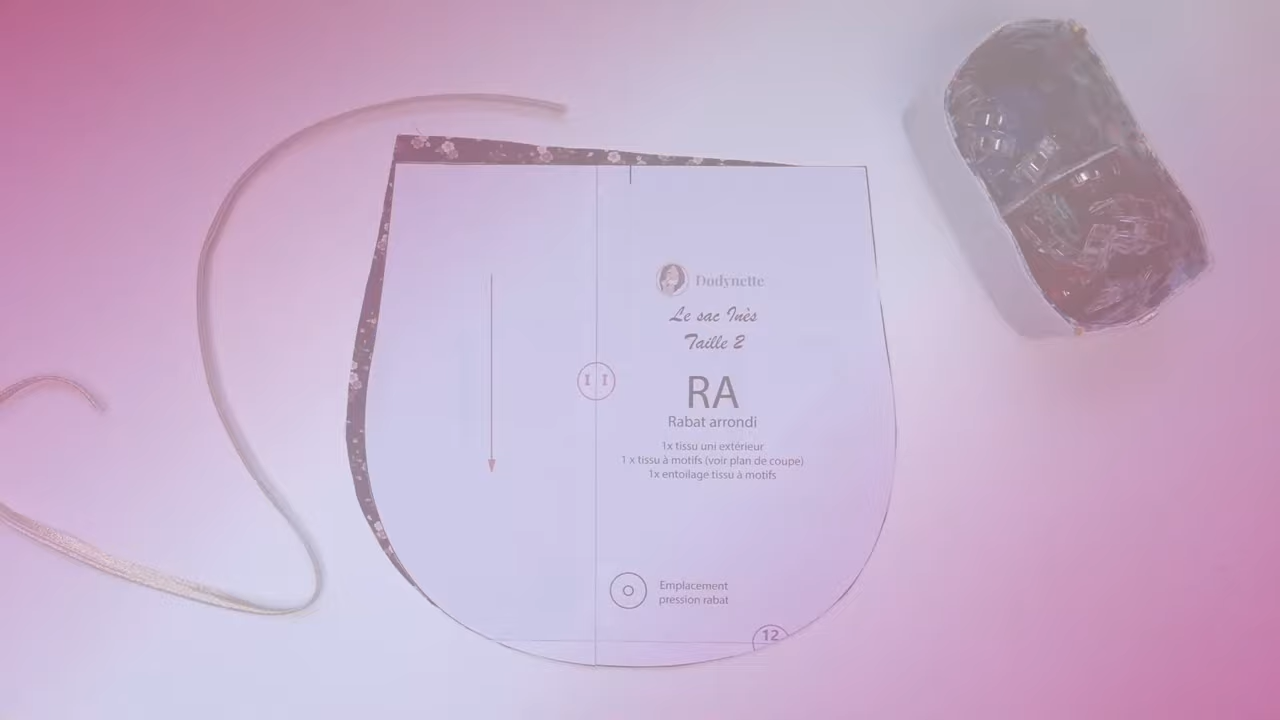 Dodynette
Le sac Inès
Taille 2
I I
RA
Rabat arrondi
1x tissu uni extérieur
1 x tissu à motifs (voir plan de coupe)
1x entoilage tissu à motifs
Emplacement
pression rabat
12